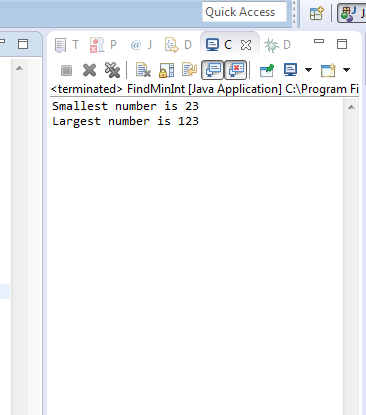 Quick Access
J
T
P
@ J
D
C
D
<terminated> FindMinInt [Java Application] C:\Program Fi
Smallest number is 23
Largest number is 123